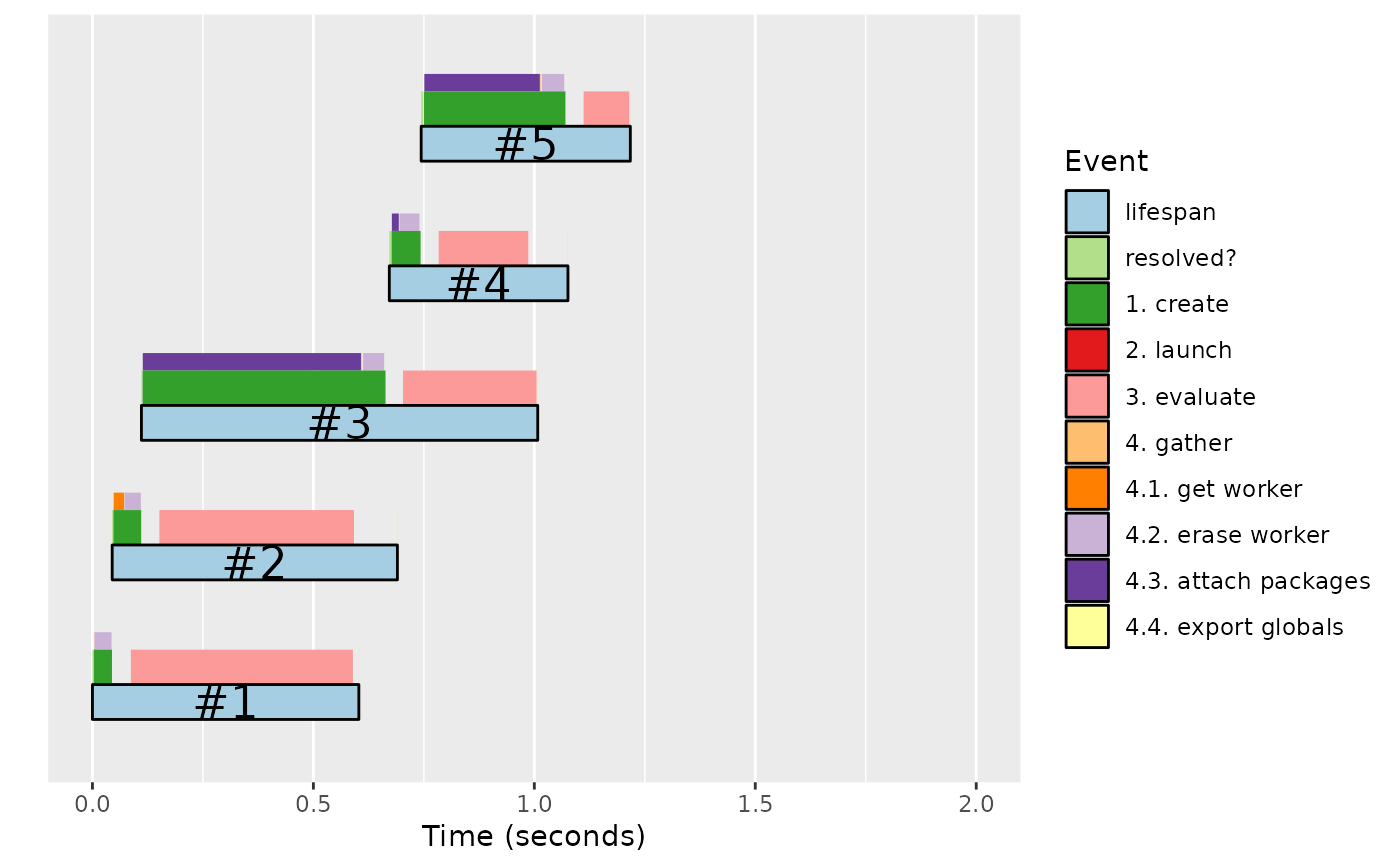 #5
#4
#3
#2
#1
0.0 0.5 1.0 1.5 2.0
Time (seconds)
Event
lifespan
resolved?
1. create
2. launch
3. evaluate
4. gather
4.1. get worker
4.2. erase worker
4.3. attach packages
4.4. export globals